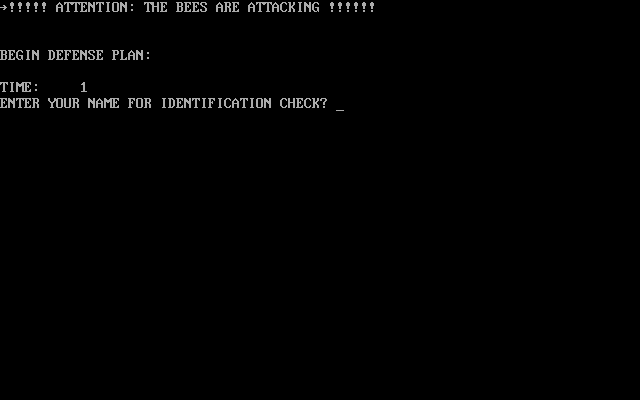 →!!!!! ATTENTION: THE BEES ARE ATTACKING !!!!!!
BEGIN DEFENSE PLAN:
TIME:     1
ENTER YOUR NAME FOR IDENTIFICATION CHECK? _